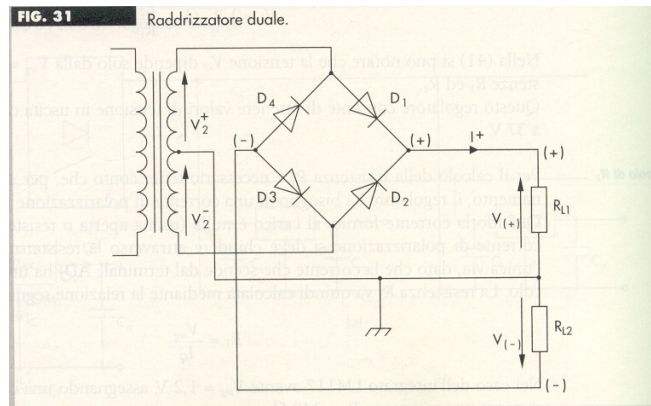 FIG. 31
Raddrizzatore duale.
D4
D1
V2+
(-)
(+)
I+
(+)
D3
D2
V2-
V(+)
RL1
V(-)
RL2
(-)